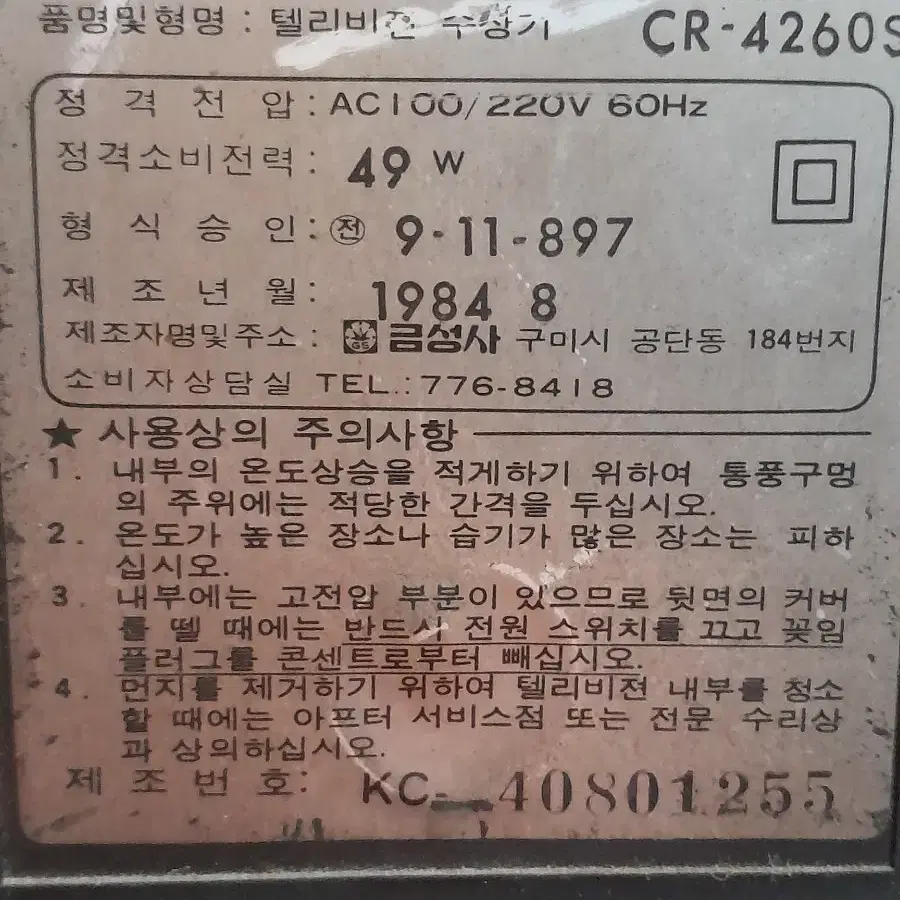 품명및형명 : 텔리비젼 수상기 CR-4260S
정격전압 : AC100/220V 60Hz
정격소비전력 : 49 W
형식승인 : 전 9-11-897
제조년월 : 1984 8
제조자명및주소 : GS 금성사 구미시 공단동 184번지
소비자상담실 TEL.: 776-8418
★ 사용상의 주의사항
1. 내부의 온도상승을 적게하기 위하여 통풍구멍
의 주위에는 적당한 간격을 두십시오.
2. 온도가 높은 장소나 습기가 많은 장소는 피하
십시오.
3. 내부에는 고전압 부분이 있으므로 뒷면의 커버
를 뗄 때에는 반드시 전원 스위치를 끄고 꽂임
플러그를 콘센트로부터 빼십시오.
4. 먼지를 제거하기 위하여 텔리비젼 내부를 청소
할 때에는 아프터 서비스점 또는 전문 수리상
과 상의하십시오.
제조번호: KC- 40801255